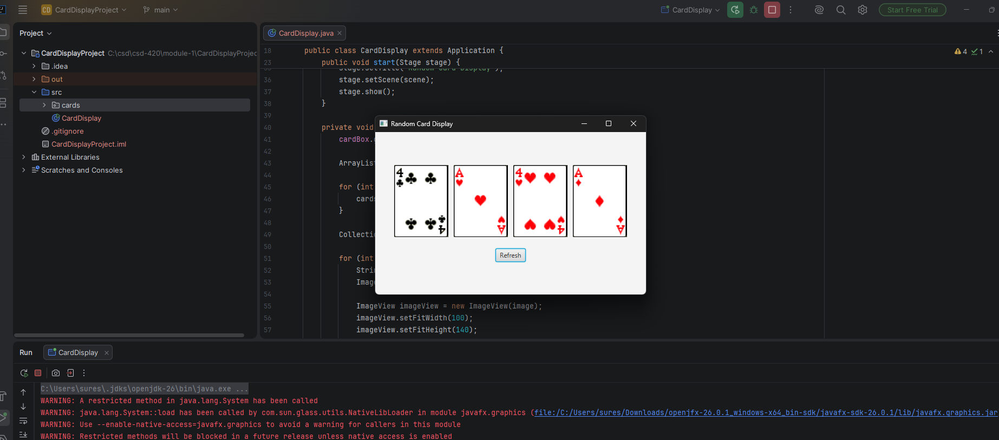 CD CardDisplayProject main CardDisplay Start Free Trial
Project
CardDisplayProject C:\csd\csd-420\module-1\CardDisplayProjec
.idea
out
src
cards
CardDisplay
.gitignore
CardDisplayProject.iml
External Libraries
Scratches and Consoles
CardDisplay.java
4 1
18 public class CardDisplay extends Application {
23 public void start(Stage stage) {
stage.setTitle("Random Card Display");
36 stage.setScene(scene);
37 stage.show();
38 }
39
40 private void
41 cardBox.g
42
43 ArrayList
44
45 for (int
46 cards
47 }
48
49 Collectio
50
51 for (int
52 Strin
53 Image
54
55 ImageView imageView = new ImageView(image);
56 imageView.setFitWidth(100);
57 imageView.setFitHeight(140);
Random Card Display
4 A 4 A
4 A 4 A
Refresh
Run CardDisplay
C:\Users\sures\.jdks\openjdk-26\bin\java.exe ...
WARNING: A restricted method in java.lang.System has been called
WARNING: java.lang.System::load has been called by com.sun.glass.utils.NativeLibLoader in module javafx.graphics (file:/C:/Users/sures/Downloads/openjfx-26.0.1_windows-x64_bin-sdk/javafx-sdk-26.0.1/lib/javafx.graphics.jar
WARNING: Use --enable-native-access=javafx.graphics to avoid a warning for callers in this module
WARNING: Restricted methods will be blocked in a future release unless native access is enabled